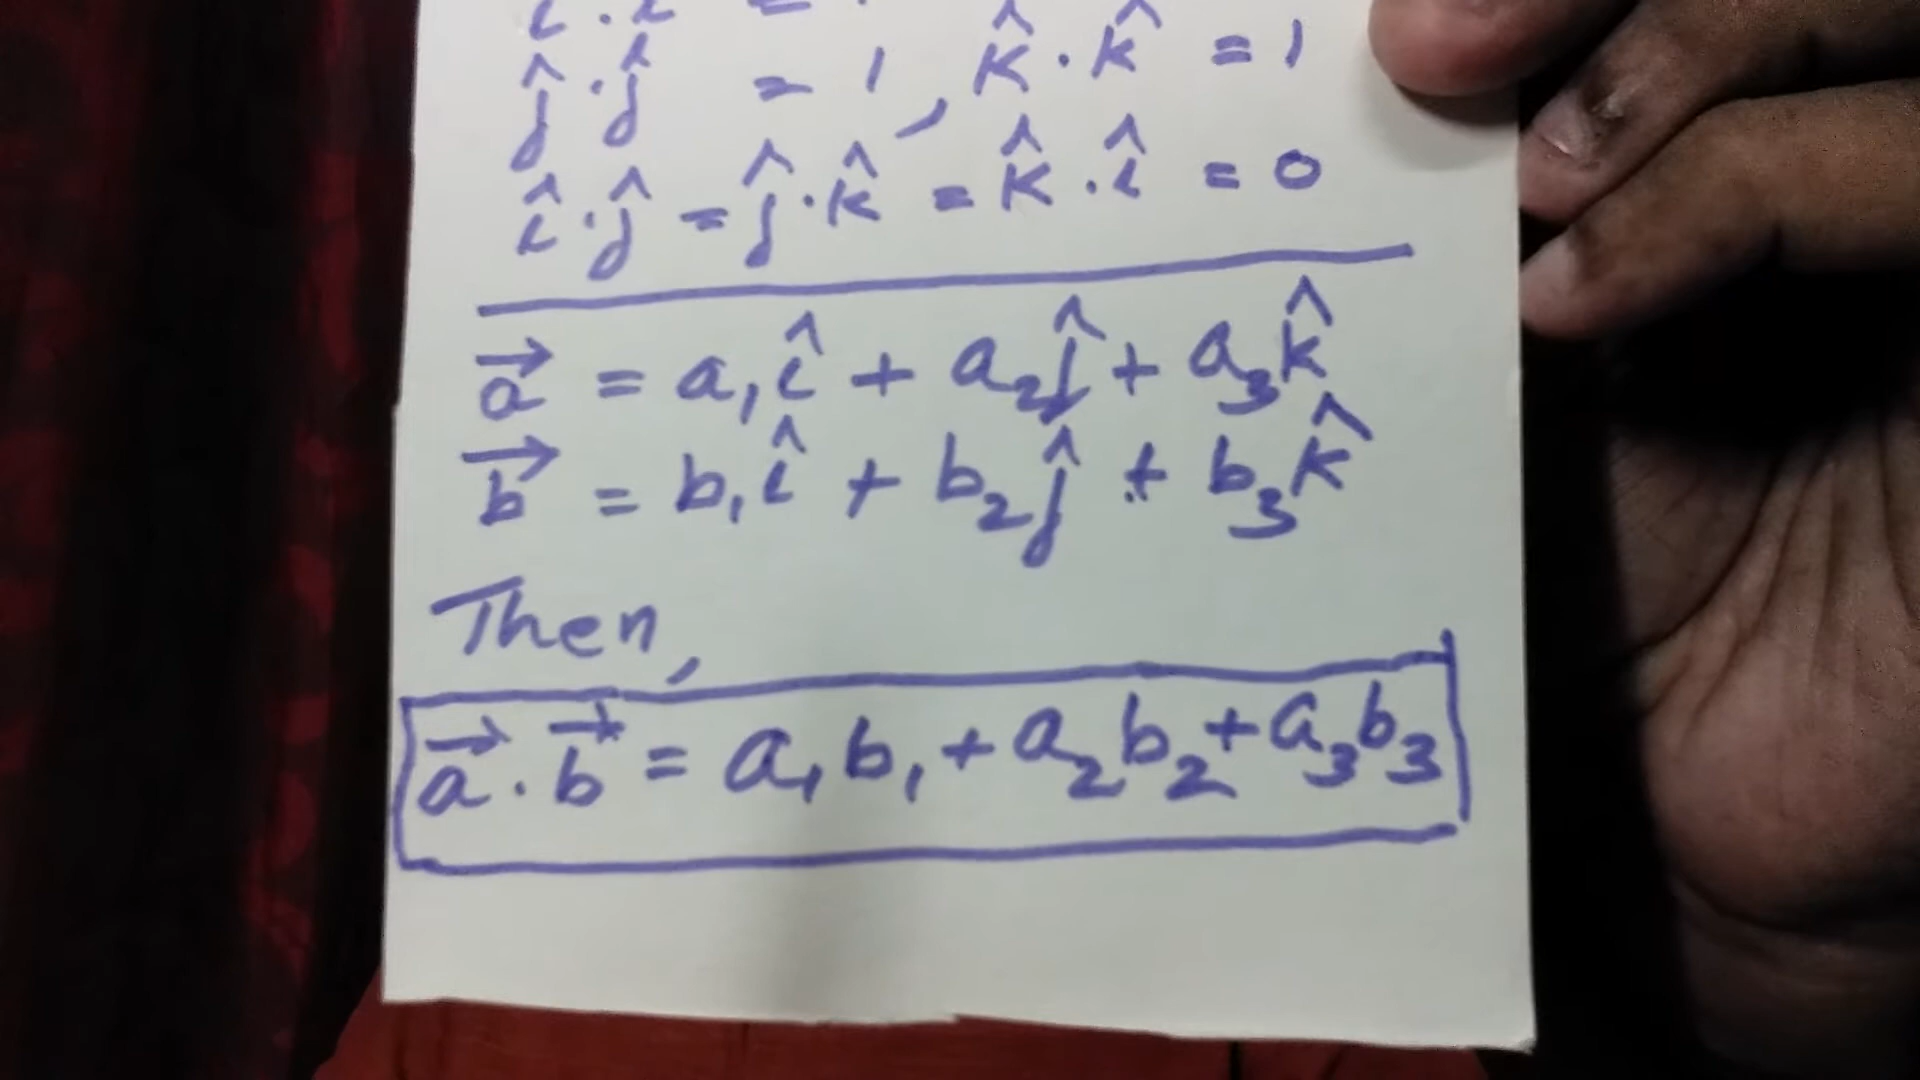 î . î =
ĵ . ĵ = 1 , k̂ . k̂ = 1
î . ĵ = ĵ . k̂ = k̂ . î = 0
a⃗ = a₁î + a₂ĵ + a₃k̂
b⃗ = b₁î + b₂ĵ + b₃k̂
Then,
a⃗ . b⃗ = a₁b₁ + a₂b₂ + a₃b₃